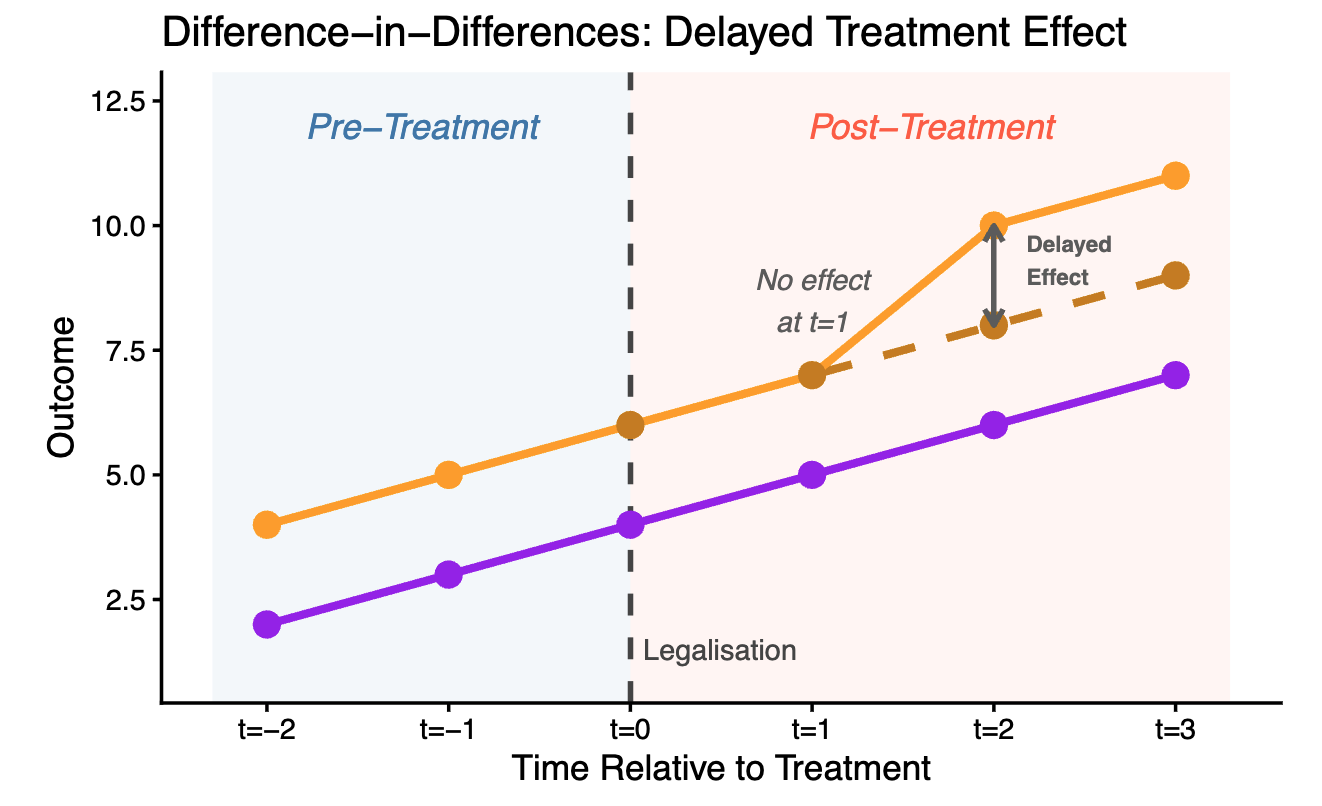 Difference−in−Differences: Delayed Treatment Effect
12.5
10.0
7.5
5.0
2.5
Outcome
Pre−Treatment
Post−Treatment
No effect
at t=1
Delayed
Effect
Legalisation
t=−2
t=−1
t=0
t=1
t=2
t=3
Time Relative to Treatment